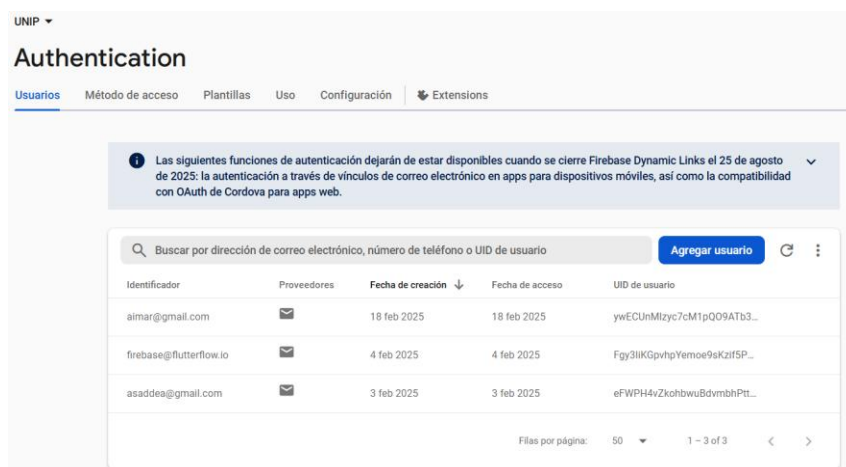 UNIP
Authentication
Usuarios Método de acceso Plantillas Uso Configuración Extensions
Las siguientes funciones de autenticación dejarán de estar disponibles cuando se cierre Firebase Dynamic Links el 25 de agosto
de 2025: la autenticación a través de vínculos de correo electrónico en apps para dispositivos móviles, así como la compatibilidad
con OAuth de Cordova para apps web.
Buscar por dirección de correo electrónico, número de teléfono o UID de usuario Agregar usuario
Identificador Proveedores Fecha de creación Fecha de acceso UID de usuario
aimar@gmail.com 18 feb 2025 18 feb 2025 ywECUnMlzyc7cM1pQO9ATb3...
firebase@flutterflow.io 4 feb 2025 4 feb 2025 Fgy3liKGpvhpYemoe9sKzif5P...
asaddea@gmail.com 3 feb 2025 3 feb 2025 eFWPH4vZkohbwuBdvmbhPtt...
Filas por página: 50 1 – 3 of 3